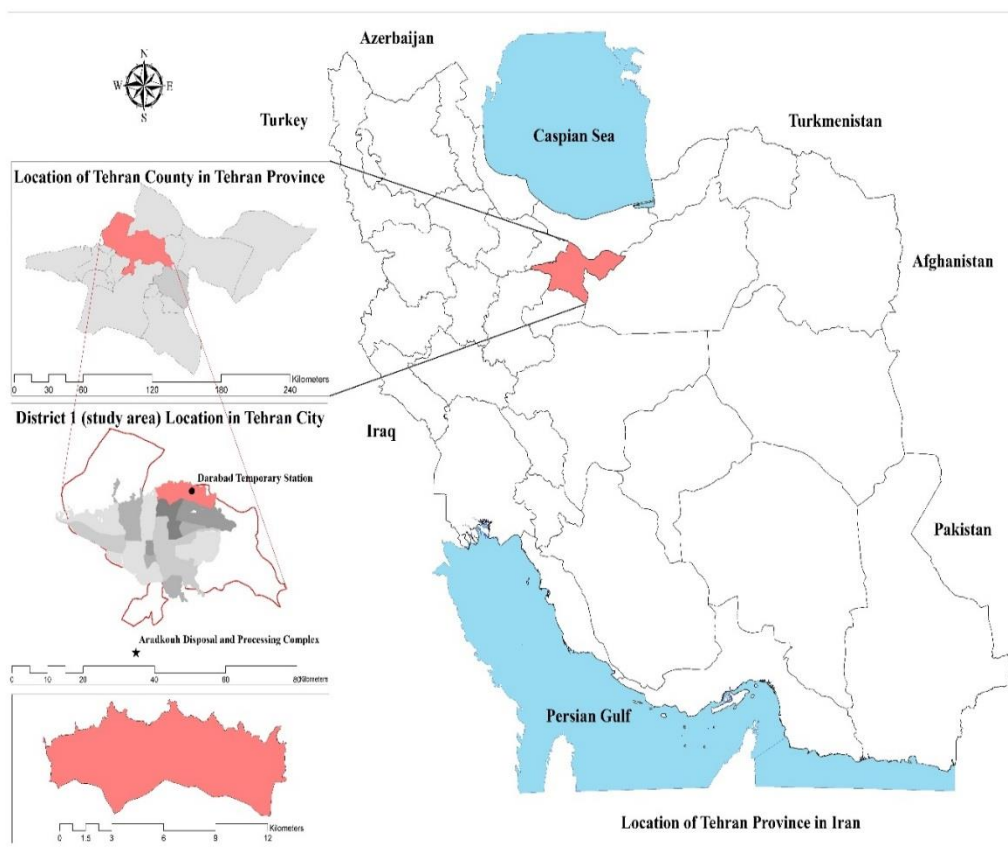 Azerbaijan
N
W E
S
Turkey
Caspian Sea
Turkmenistan
Location of Tehran County in Tehran Province
Afghanistan
Kilometers
0 30 60 120 180 240
District 1 (study area) Location in Tehran City
Iraq
Darabad Temporary Station
Pakistan
Aradkouh Disposal and Processing Complex
Kilometers
0 10 20 40 60 80
Persian Gulf
Kilometers
0 1.5 3 6 9 12
Location of Tehran Province in Iran